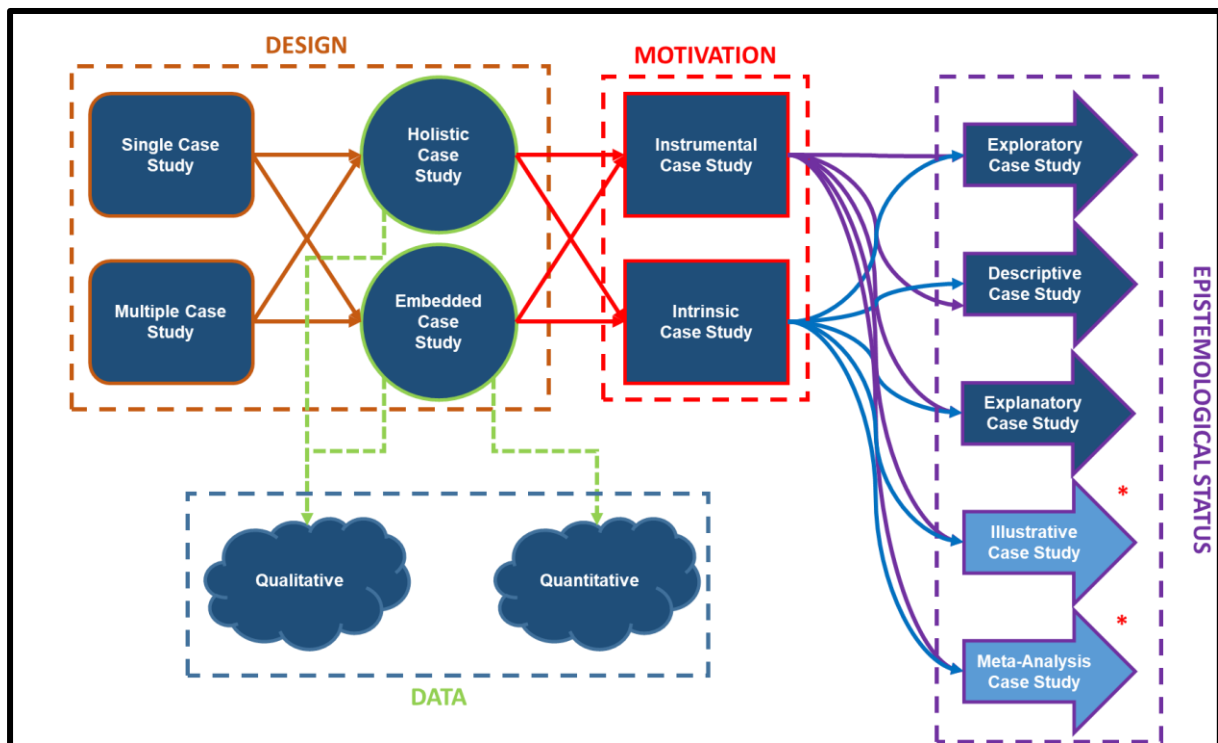 DESIGN
MOTIVATION
Single Case
Study
Holistic
Case
Study
Instrumental
Case Study
Exploratory
Case Study
Multiple Case
Study
Embedded
Case
Study
Intrinsic
Case Study
Descriptive
Case Study
Explanatory
Case Study
*
Illustrative
Case Study
*
Meta-Analysis
Case Study
EPISTEMOLOGICAL STATUS
Qualitative
Quantitative
DATA